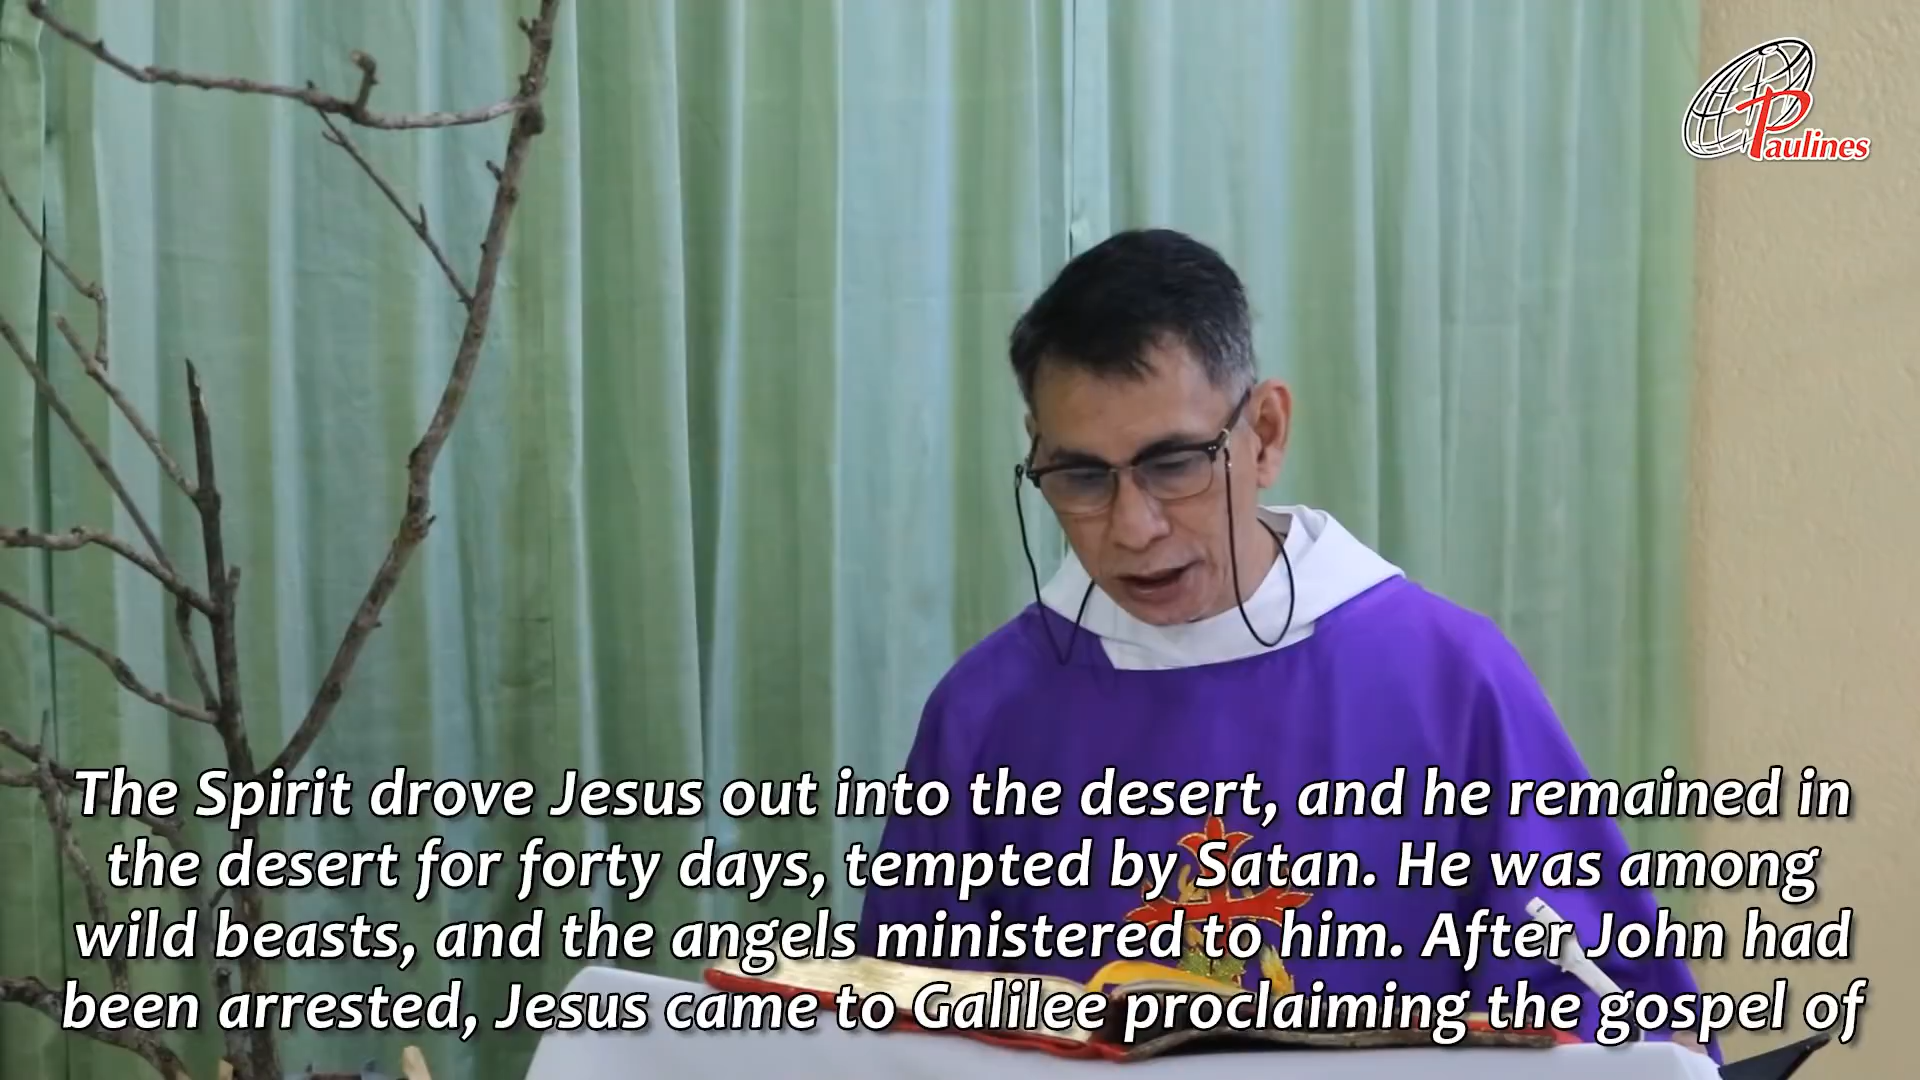 Paulines
The Spirit drove Jesus out into the desert, and he remained in
the desert for forty days, tempted by Satan. He was among
wild beasts, and the angels ministered to him. After John had
been arrested, Jesus came to Galilee proclaiming the gospel of